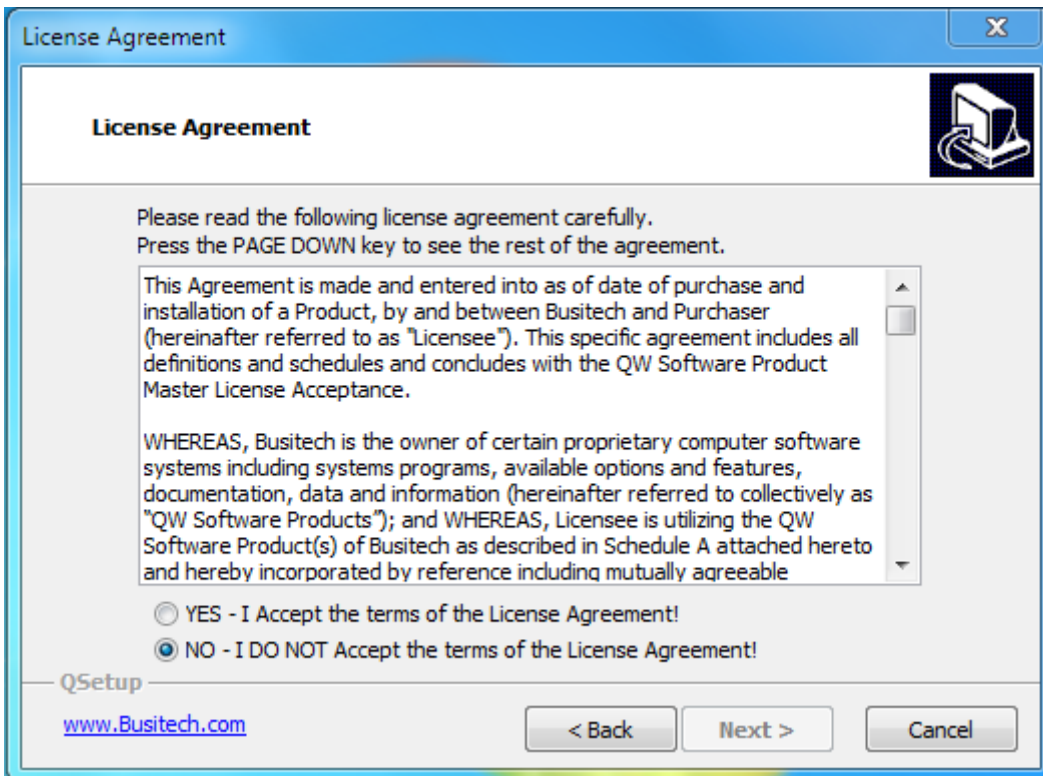 License Agreement
License Agreement
Please read the following license agreement carefully.
Press the PAGE DOWN key to see the rest of the agreement.
This Agreement is made and entered into as of date of purchase and
installation of a Product, by and between Busitech and Purchaser
(hereinafter referred to as "Licensee"). This specific agreement includes all
definitions and schedules and concludes with the QW Software Product
Master License Acceptance.
WHEREAS, Busitech is the owner of certain proprietary computer software
systems including systems programs, available options and features,
documentation, data and information (hereinafter referred to collectively as
“QW Software Products”); and WHEREAS, Licensee is utilizing the QW
Software Product(s) of Busitech as described in Schedule A attached hereto
and hereby incorporated by reference including mutually agreeable
YES - I Accept the terms of the License Agreement!
NO - I DO NOT Accept the terms of the License Agreement!
QSetup
www.Busitech.com
< Back
Next >
Cancel